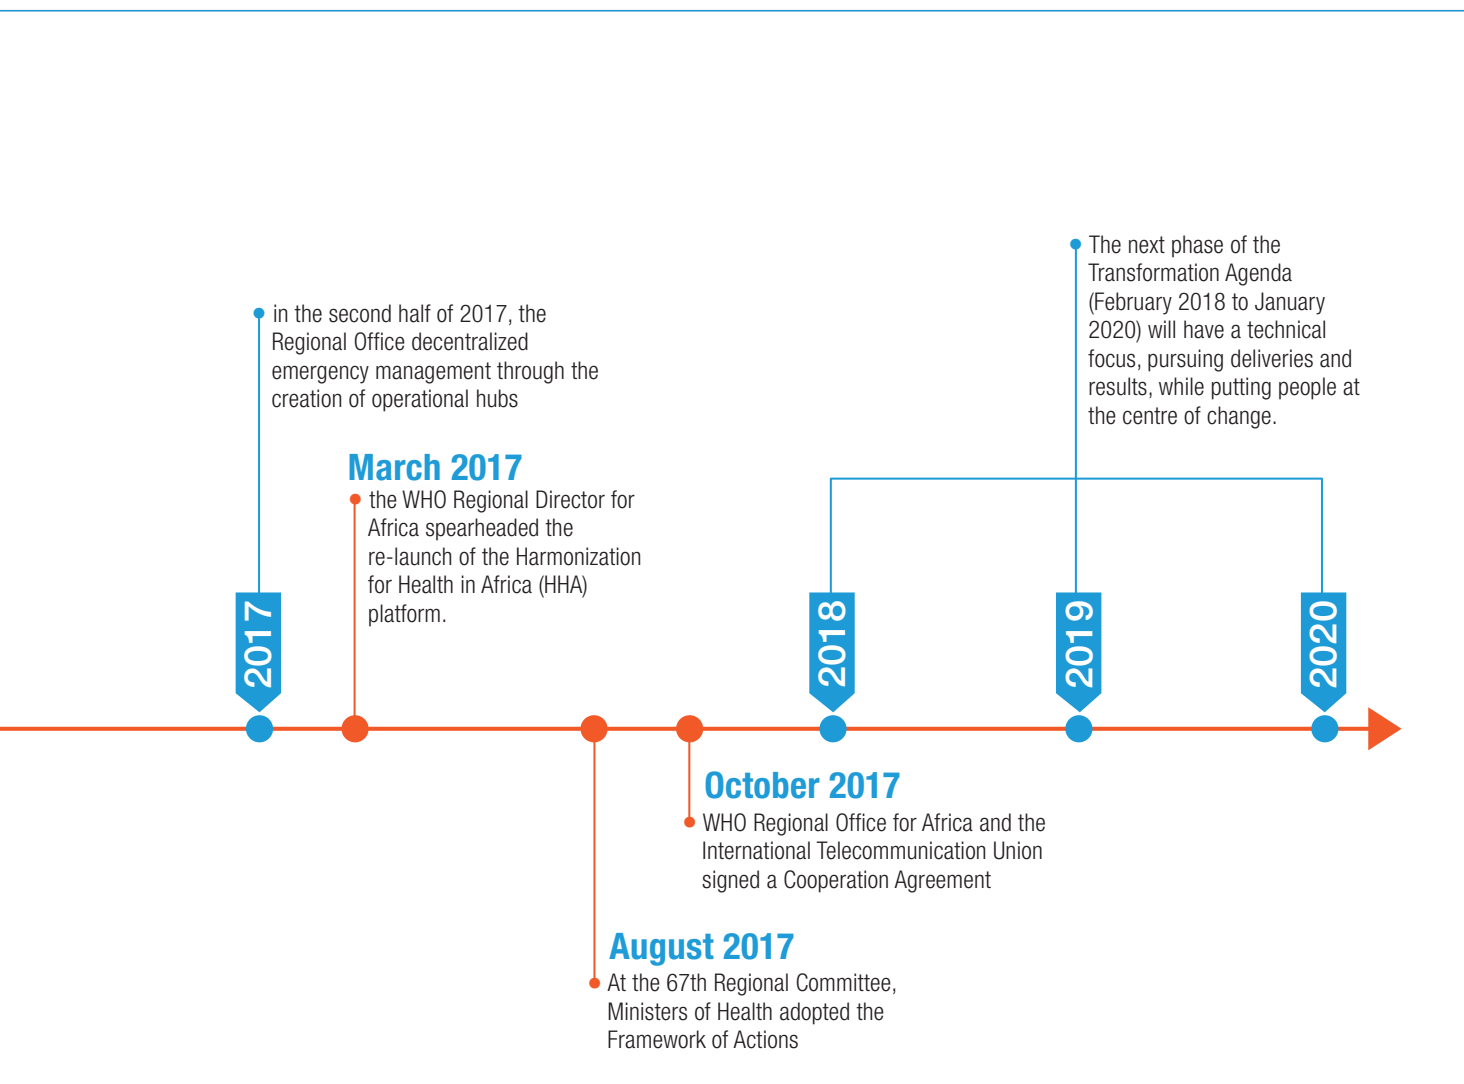 in the second half of 2017, the
Regional Office decentralized
emergency management through the
creation of operational hubs
March 2017
the WHO Regional Director for
Africa spearheaded the
re-launch of the Harmonization
for Health in Africa (HHA)
platform.
The next phase of the
Transformation Agenda
(February 2018 to January
2020) will have a technical
focus, pursuing deliveries and
results, while putting people at
the centre of change.
2017
2018
2019
2020
October 2017
WHO Regional Office for Africa and the
International Telecommunication Union
signed a Cooperation Agreement
August 2017
At the 67th Regional Committee,
Ministers of Health adopted the
Framework of Actions